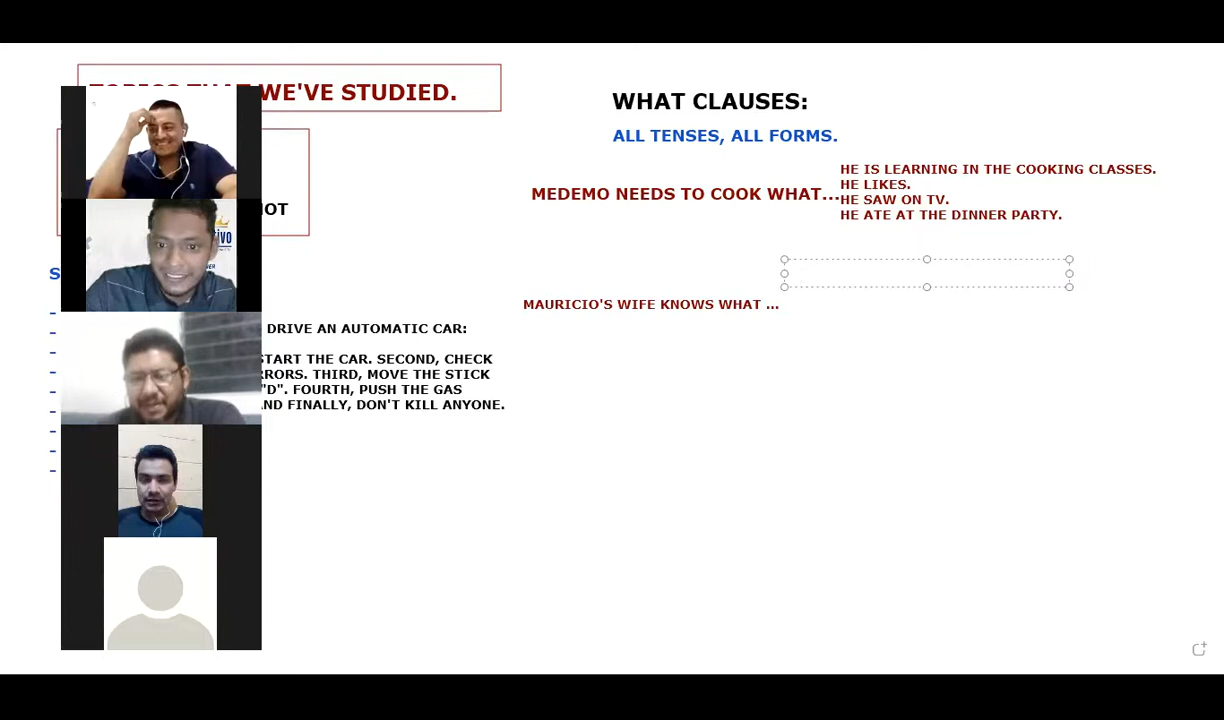 WE'VE STUDIED.
DRIVE AN AUTOMATIC CAR:
START THE CAR. SECOND, CHECK
THIRD, MOVE THE STICK
"D". FOURTH, PUSH THE GAS
AND FINALLY, DON'T KILL ANYONE.
WHAT CLAUSES:
ALL TENSES, ALL FORMS.
MEDEMO NEEDS TO COOK WHAT...
HE IS LEARNING IN THE COOKING CLASSES.
HE LIKES.
HE SAW ON TV.
HE ATE AT THE DINNER PARTY.
MAURICIO'S WIFE KNOWS WHAT ...